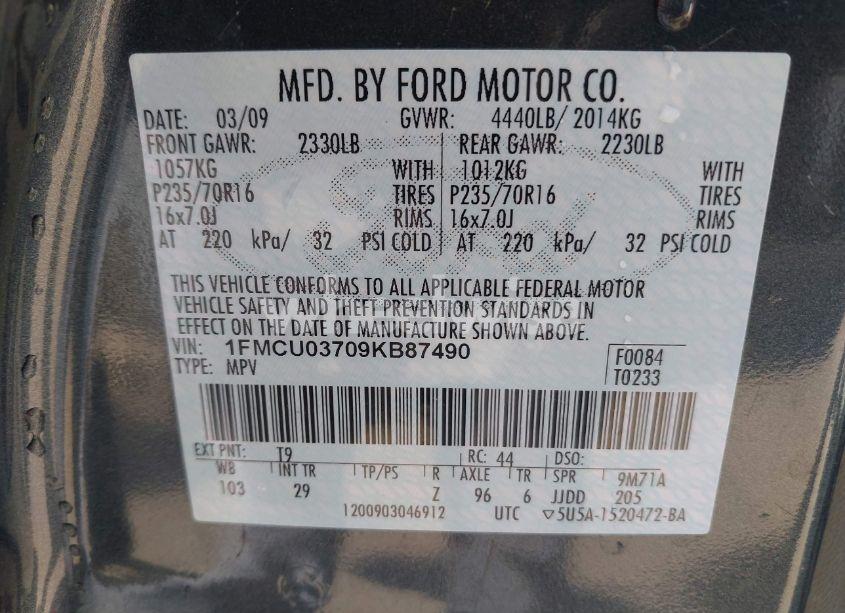 MFD. BY FORD MOTOR CO.
DATE: 03/09 GVWR: 4440LB/ 2014KG
FRONT GAWR: 2330LB REAR GAWR: 2230LB
1057KG WITH 1012KG WITH
P235/70R16 TIRES P235/70R16 TIRES
16x7.0J RIMS 16x7.0J RIMS
AT 220 kPa/ 32 PSI COLD AT 220 kPa/ 32 PSI COLD
THIS VEHICLE CONFORMS TO ALL APPLICABLE FEDERAL MOTOR
VEHICLE SAFETY AND THEFT PREVENTION STANDARDS IN
EFFECT ON THE DATE OF MANUFACTURE SHOWN ABOVE.
VIN: 1FMCU03709KB87490 F0084
TYPE: MPV T0233
EXT PNT: T9 RC: 44 DSO:
WB INT TR TP/PS R AXLE TR SPR 9M71A
103 29 Z 96 6 JJDD 205
1200903046912 UTC ▽5U5A-1520472-BA